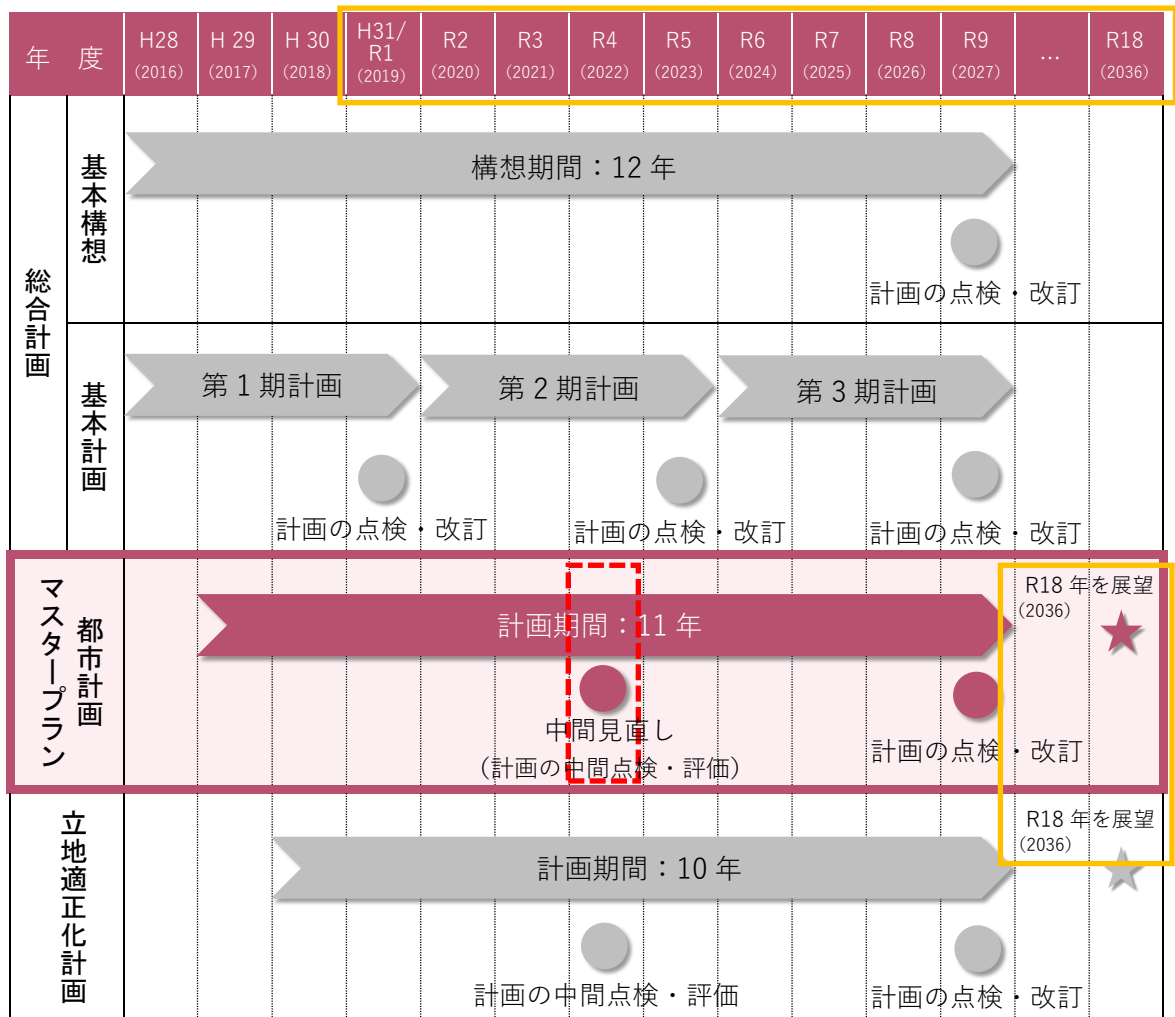 年 度
H28
(2016)
H 29
(2017)
H 30
(2018)
H31/
R1
(2019)
R2
(2020)
R3
(2021)
R4
(2022)
R5
(2023)
R6
(2024)
R7
(2025)
R8
(2026)
R9
(2027)
…
R18
(2036)
総合計画
基本構想
構想期間：12 年
計画の点検・改訂
基本計画
第 1 期計画
第 2 期計画
第 3 期計画
計画の点検・改訂
計画の点検・改訂
計画の点検・改訂
都市計画
マスタープラン
計画期間：11 年
R18 年を展望
(2036)
中間見直し
（計画の中間点検・評価）
計画の点検・改訂
立地適正化計画
計画期間：10 年
R18 年を展望
(2036)
計画の中間点検・評価
計画の点検・改訂